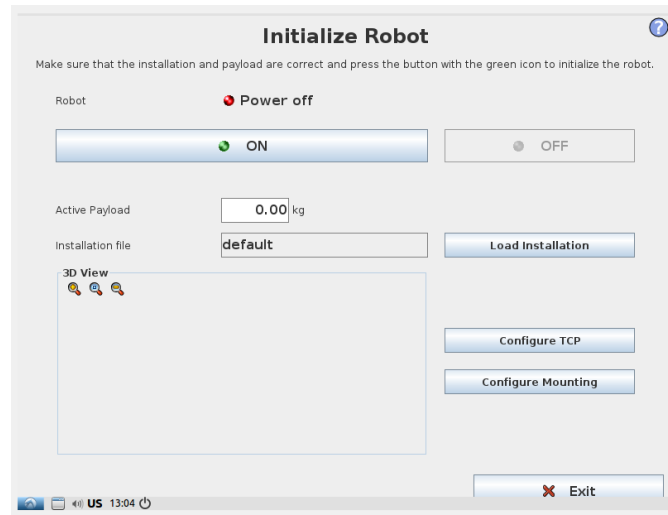 Initialize Robot
?
Make sure that the installation and payload are correct and press the button with the green icon to initialize the robot.
Robot
Power off
ON
OFF
Active Payload
0.00 kg
Installation file
default
Load Installation
3D View
Configure TCP
Configure Mounting
US 13:04
Exit